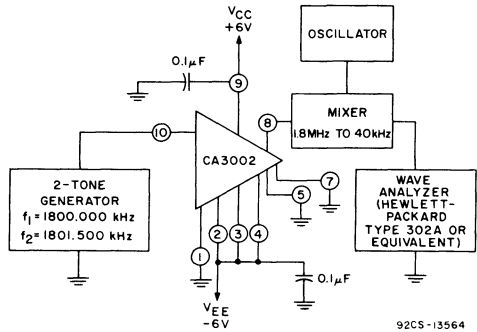 VCC
+6V
0.1μF
OSCILLATOR
9
8
MIXER
1.8MHz TO 40kHz
10
CA3002
7
5
2-TONE
GENERATOR
f1=1800.000 kHz
f2=1801.500 kHz
WAVE
ANALYZER
(HEWLETT-
PACKARD
TYPE 302A OR
EQUIVALENT)
1
2
3
4
0.1μF
VEE
-6V
92CS-13564